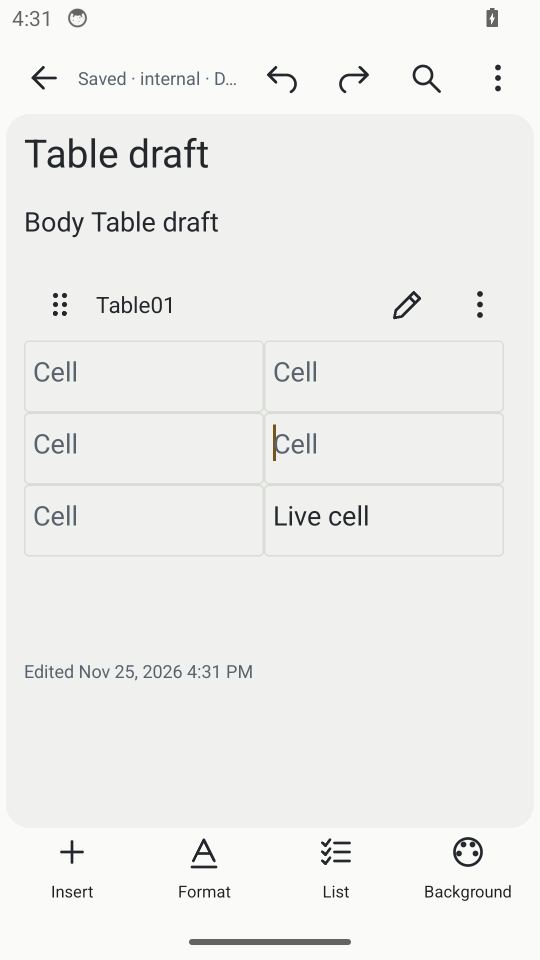 4:31
Saved · internal · D…
Table draft
Body Table draft
Table01
Cell Cell
Cell Cell
Cell Live cell
Edited Nov 25, 2026 4:31 PM
Insert Format List Background